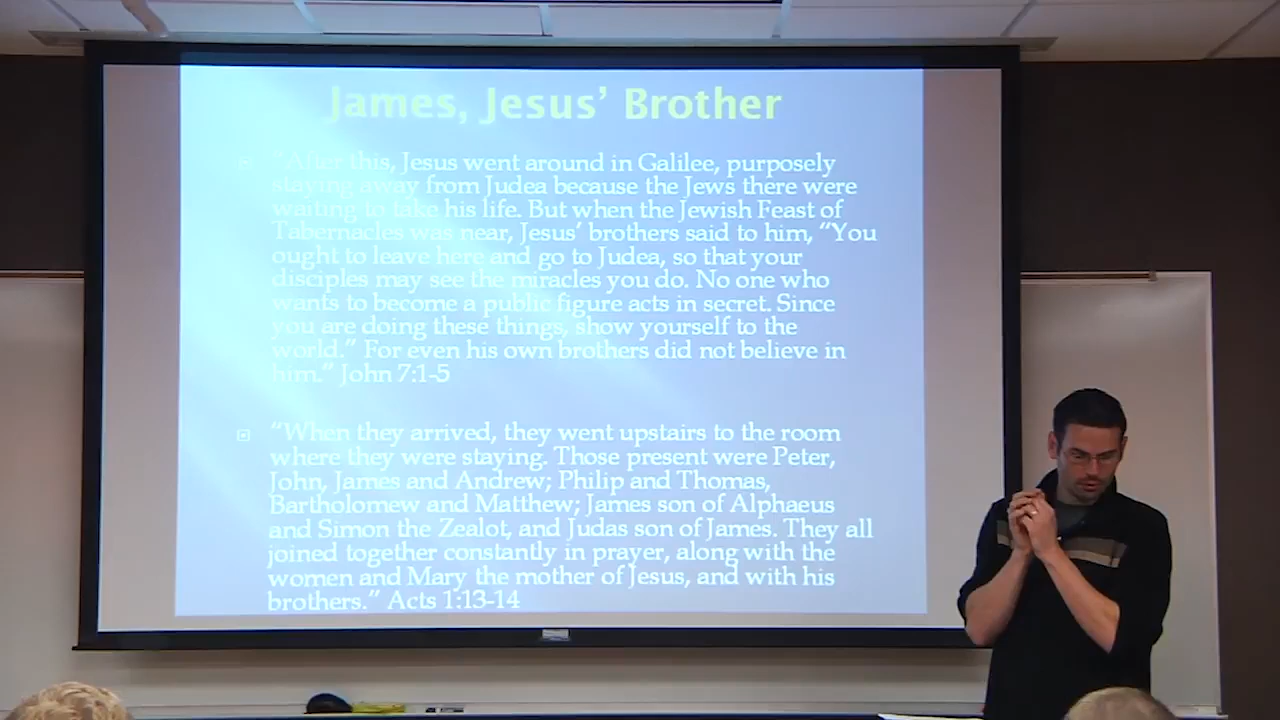 James, Jesus’ Brother
“After this, Jesus went around in Galilee, purposely
staying away from Judea because the Jews there were
waiting to take his life. But when the Jewish Feast of
Tabernacles was near, Jesus’ brothers said to him, “You
ought to leave here and go to Judea, so that your
disciples may see the miracles you do. No one who
wants to become a public figure acts in secret. Since
you are doing these things, show yourself to the
world.” For even his own brothers did not believe in
him.” John 7:1-5
“When they arrived, they went upstairs to the room
where they were staying. Those present were Peter,
John, James and Andrew; Philip and Thomas,
Bartholomew and Matthew; James son of Alphaeus
and Simon the Zealot, and Judas son of James. They all
joined together constantly in prayer, along with the
women and Mary the mother of Jesus, and with his
brothers.” Acts 1:13-14